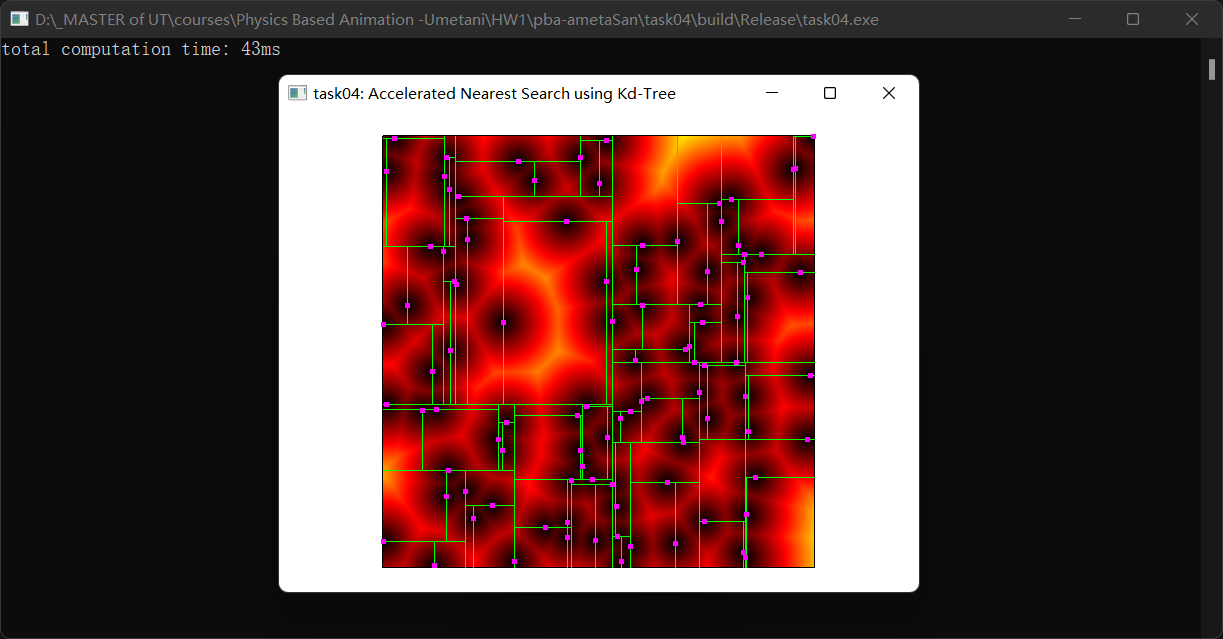 D:\_MASTER of UT\courses\Physics Based Animation -Umetani\HW1\pba-ametaSan\task04\build\Release\task04.exe
total computation time: 43ms
task04: Accelerated Nearest Search using Kd-Tree